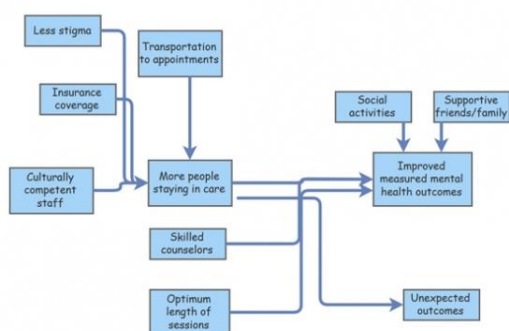 Less stigma
Transportation
to appointments
Insurance
coverage
Social
activities
Supportive
friends/family
Culturally
competent
staff
More people
staying in care
Improved
measured mental
health outcomes
Skilled
counselors
Optimum
length of
sessions
Unexpected
outcomes